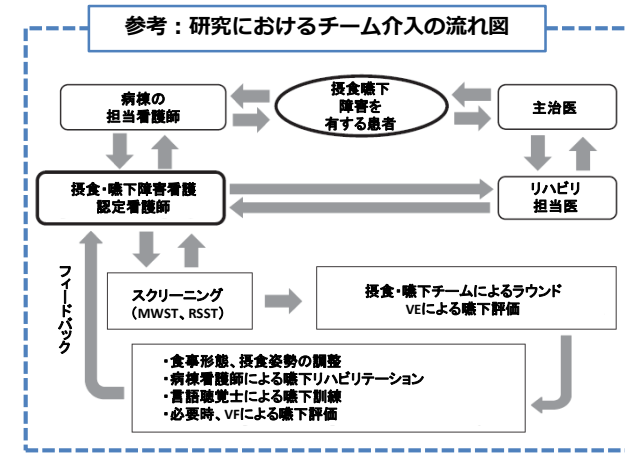 参考：研究におけるチーム介入の流れ図
病棟の
担当看護師
摂食嚥下
障害を
有する患者
主治医
摂食・嚥下障害看護
認定看護師
リハビリ
担当医
フィードバック
スクリーニング
（MWST、RSST）
摂食・嚥下チームによるラウンド
VEによる嚥下評価
・食事形態、摂食姿勢の調整
・病棟看護師による嚥下リハビリテーション
・言語聴覚士による嚥下訓練
・必要時、VFによる嚥下評価